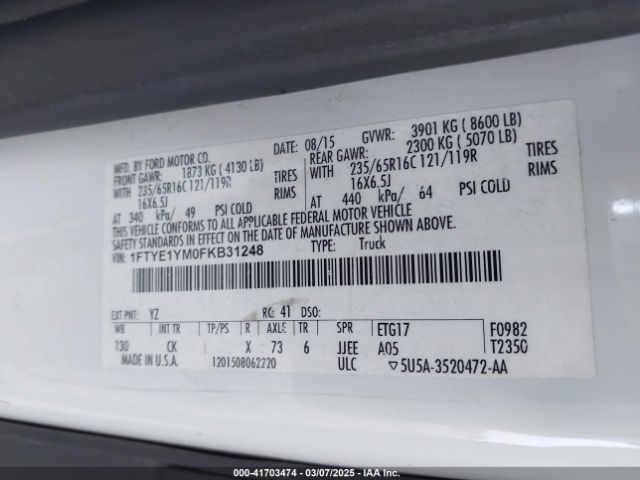 MFD. BY FORD MOTOR CO. DATE: 08/15 GVWR: 3901 KG ( 8600 LB)
FRONT GAWR: 1873 KG ( 4130 LB) REAR GAWR: 2300 KG ( 5070 LB)
WITH 235/65R16C 121/119R TIRES WITH 235/65R16C 121/119R TIRES
16X6.5J RIMS 16X6.5J RIMS
AT 340 kPa/ 49 PSI COLD AT 440 kPa/ 64 PSI COLD
THIS VEHICLE CONFORMS TO ALL APPLICABLE FEDERAL MOTOR VEHICLE
SAFETY STANDARDS IN EFFECT ON THE DATE OF MANUFACTURE SHOWN ABOVE.
VIN: 1FTYE1YM0FKB31248 TYPE: Truck
EXT PNT: YZ RC: 41 DSO:
WB INT TR TP/PS R AXLE TR SPR ETG17 F0982
130 CK X 73 6 JJEE A05 T2350
MADE IN U.S.A. 1201508062220 ULC ▽5U5A-3520472-AA
000-41703474 - 03/07/2025 - IAA Inc.